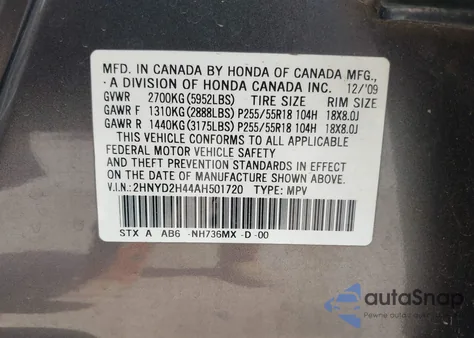 MFD. IN CANADA BY HONDA OF CANADA MFG.,
A DIVISION OF HONDA CANADA INC. 12/'09
GVWR 2700KG(5952LBS) TIRE SIZE RIM SIZE
GAWR F 1310KG(2888LBS) P255/55R18 104H 18X8.0J
GAWR R 1440KG(3175LBS) P255/55R18 104H 18X8.0J
THIS VEHICLE CONFORMS TO ALL APPLICABLE
FEDERAL MOTOR VEHICLE SAFETY
AND THEFT PREVENTION STANDARDS IN EFFECT
ON THE DATE OF MANUFACTURE SHOWN ABOVE.
V.I.N.: 2HNYD2H44AH501720 TYPE: MPV
STX A AB6 -NH736MX -D -00
autoSnap
Pewne auto z USA